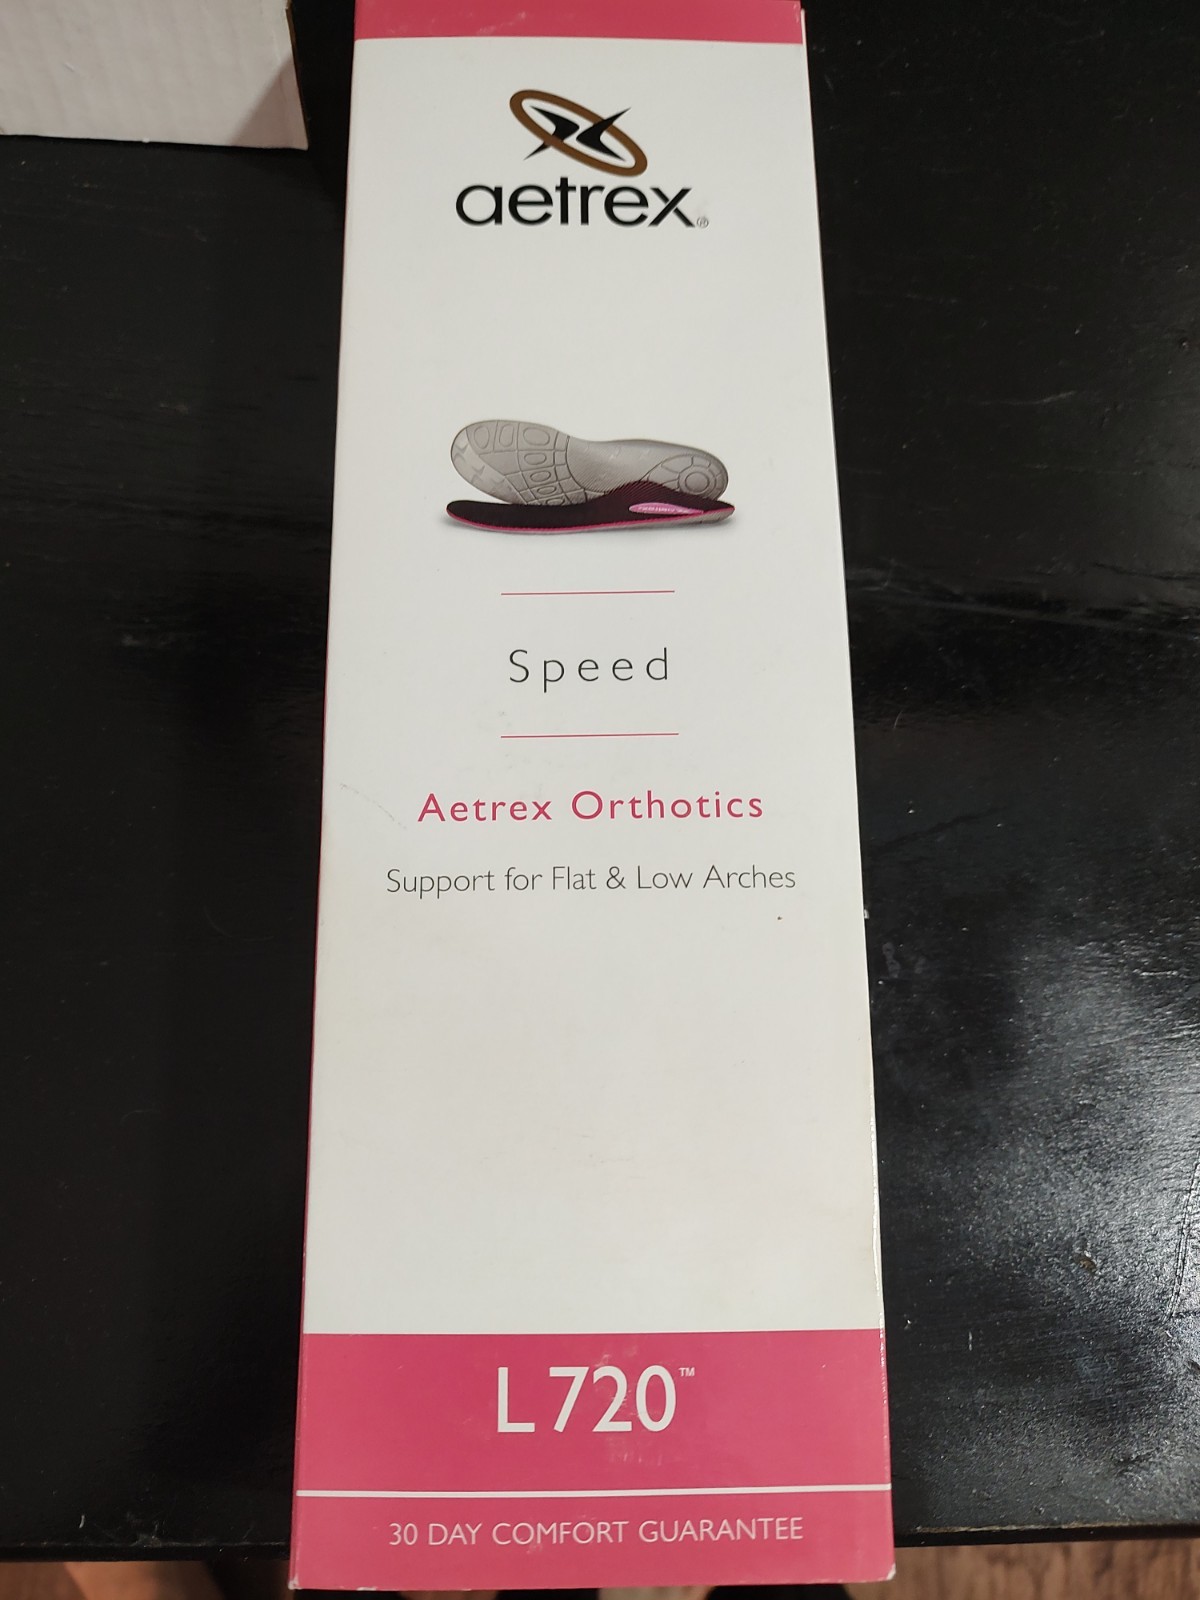 aetrex®
Speed
Aetrex Orthotics
Support for Flat & Low Arches
L720™
30 DAY COMFORT GUARANTEE